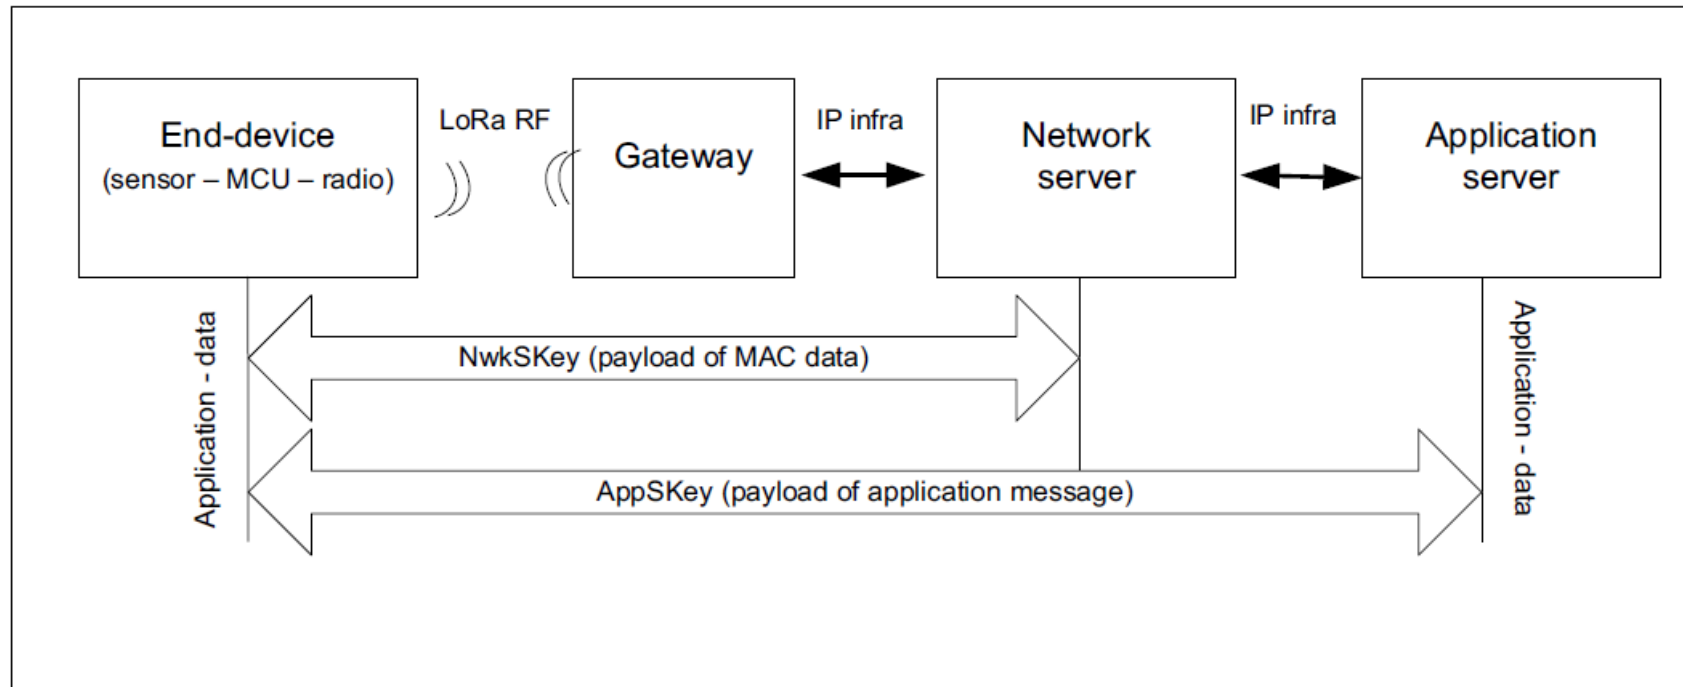 End-device
(sensor – MCU – radio)
LoRa RF
Gateway
IP infra
Network
server
IP infra
Application
server
Application - data
NwkSKey (payload of MAC data)
AppSKey (payload of application message)
Application - data